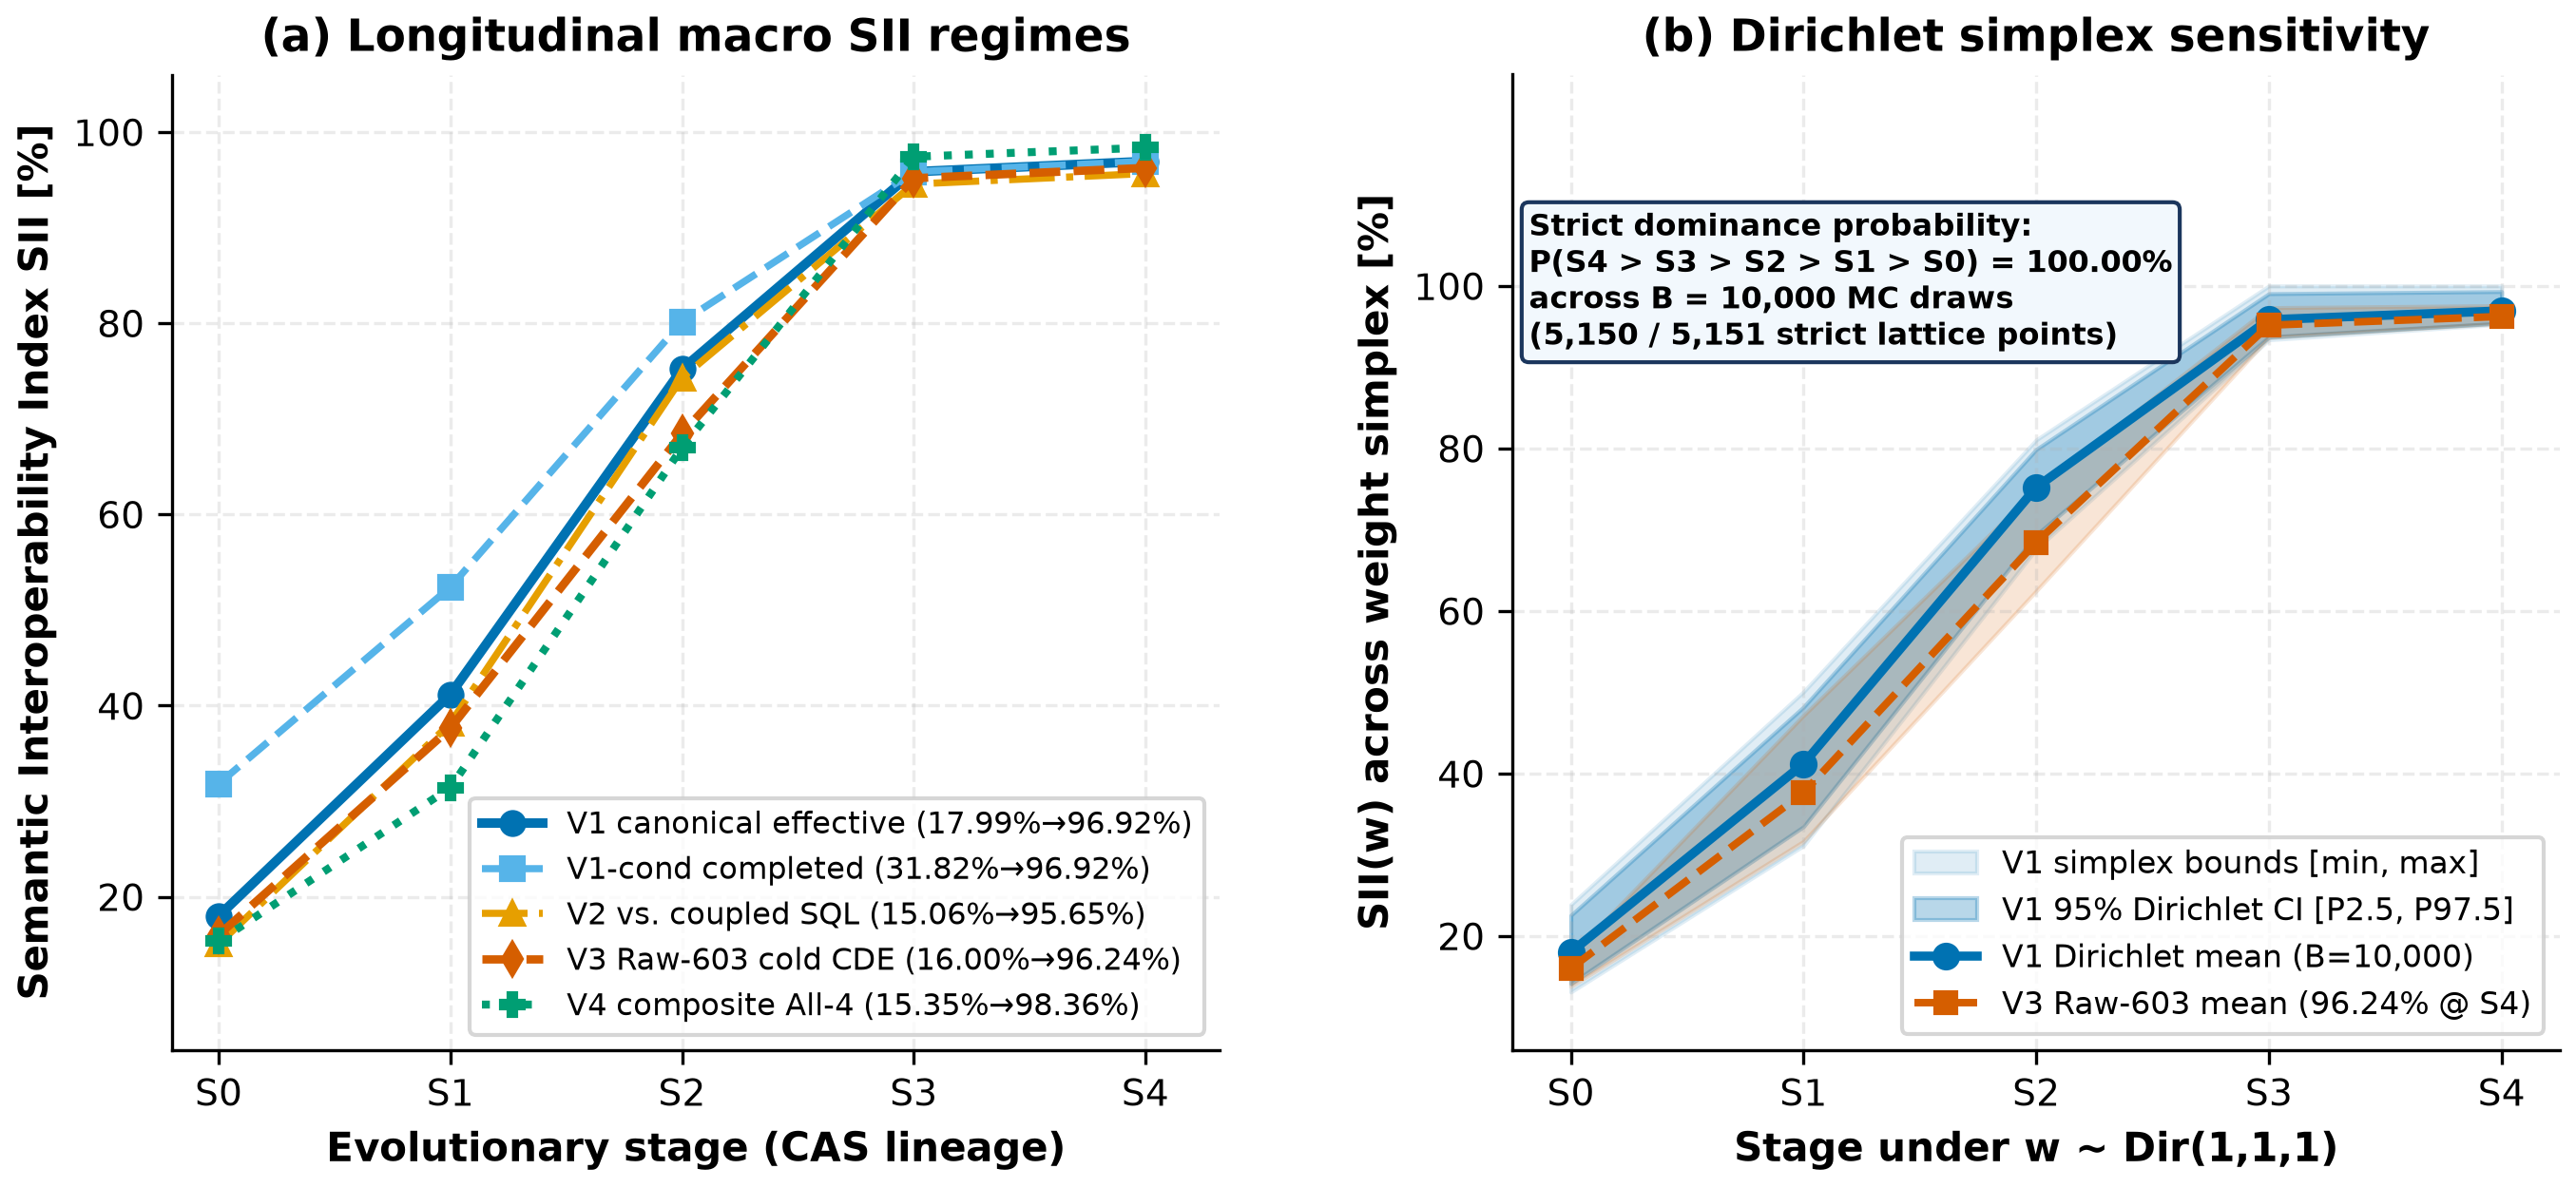 (a) Longitudinal macro SII regimes
Semantic Interoperability Index SII [%]
100
80
60
40
20
V1 canonical effective (17.99%→96.92%)
V1-cond completed (31.82%→96.92%)
V2 vs. coupled SQL (15.06%→95.65%)
V3 Raw-603 cold CDE (16.00%→96.24%)
V4 composite All-4 (15.35%→98.36%)
S0 S1 S2 S3 S4
Evolutionary stage (CAS lineage)
(b) Dirichlet simplex sensitivity
SII(w) across weight simplex [%]
100
80
60
40
20
Strict dominance probability:
P(S4 > S3 > S2 > S1 > S0) = 100.00%
across B = 10,000 MC draws
(5,150 / 5,151 strict lattice points)
V1 simplex bounds [min, max]
V1 95% Dirichlet CI [P2.5, P97.5]
V1 Dirichlet mean (B=10,000)
V3 Raw-603 mean (96.24% @ S4)
S0 S1 S2 S3 S4
Stage under w ~ Dir(1,1,1)